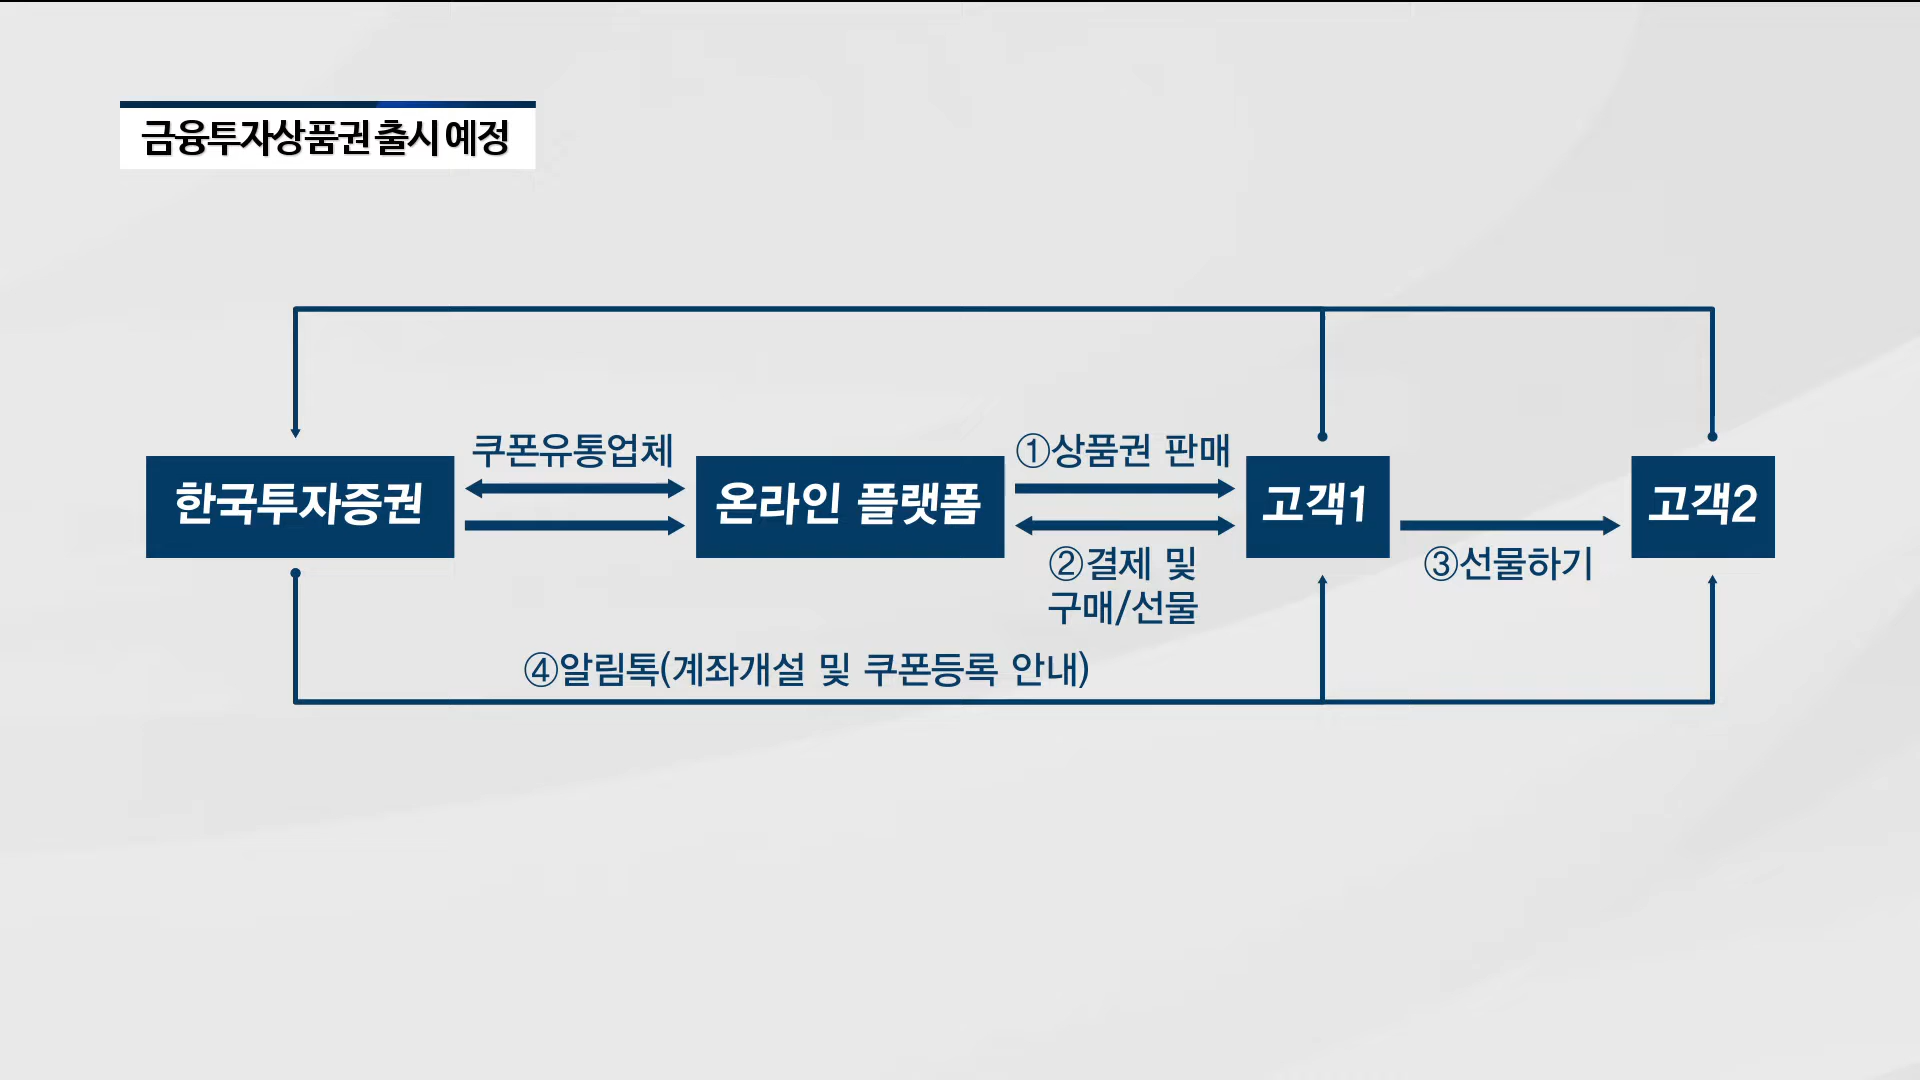 금융투자상품권 출시 예정
쿠폰유통업체
①상품권 판매
한국투자증권
온라인 플랫폼
고객1
고객2
②결제 및
구매/선물
③선물하기
④알림톡(계좌개설 및 쿠폰등록 안내)